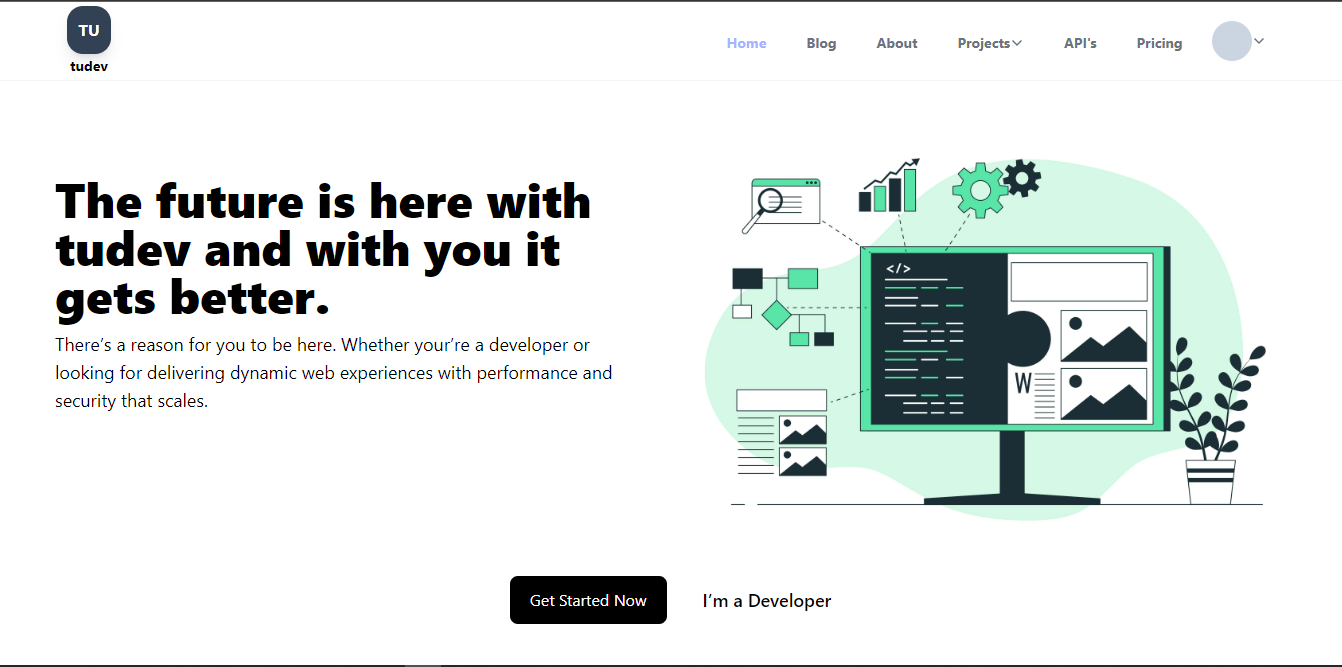 TU
tudev
Home Blog About Projects API's Pricing
The future is here with
tudev and with you it
gets better.
There’s a reason for you to be here. Whether your’re a developer or
looking for delivering dynamic web experiences with performance and
security that scales.
</>
W
Get Started Now I’m a Developer